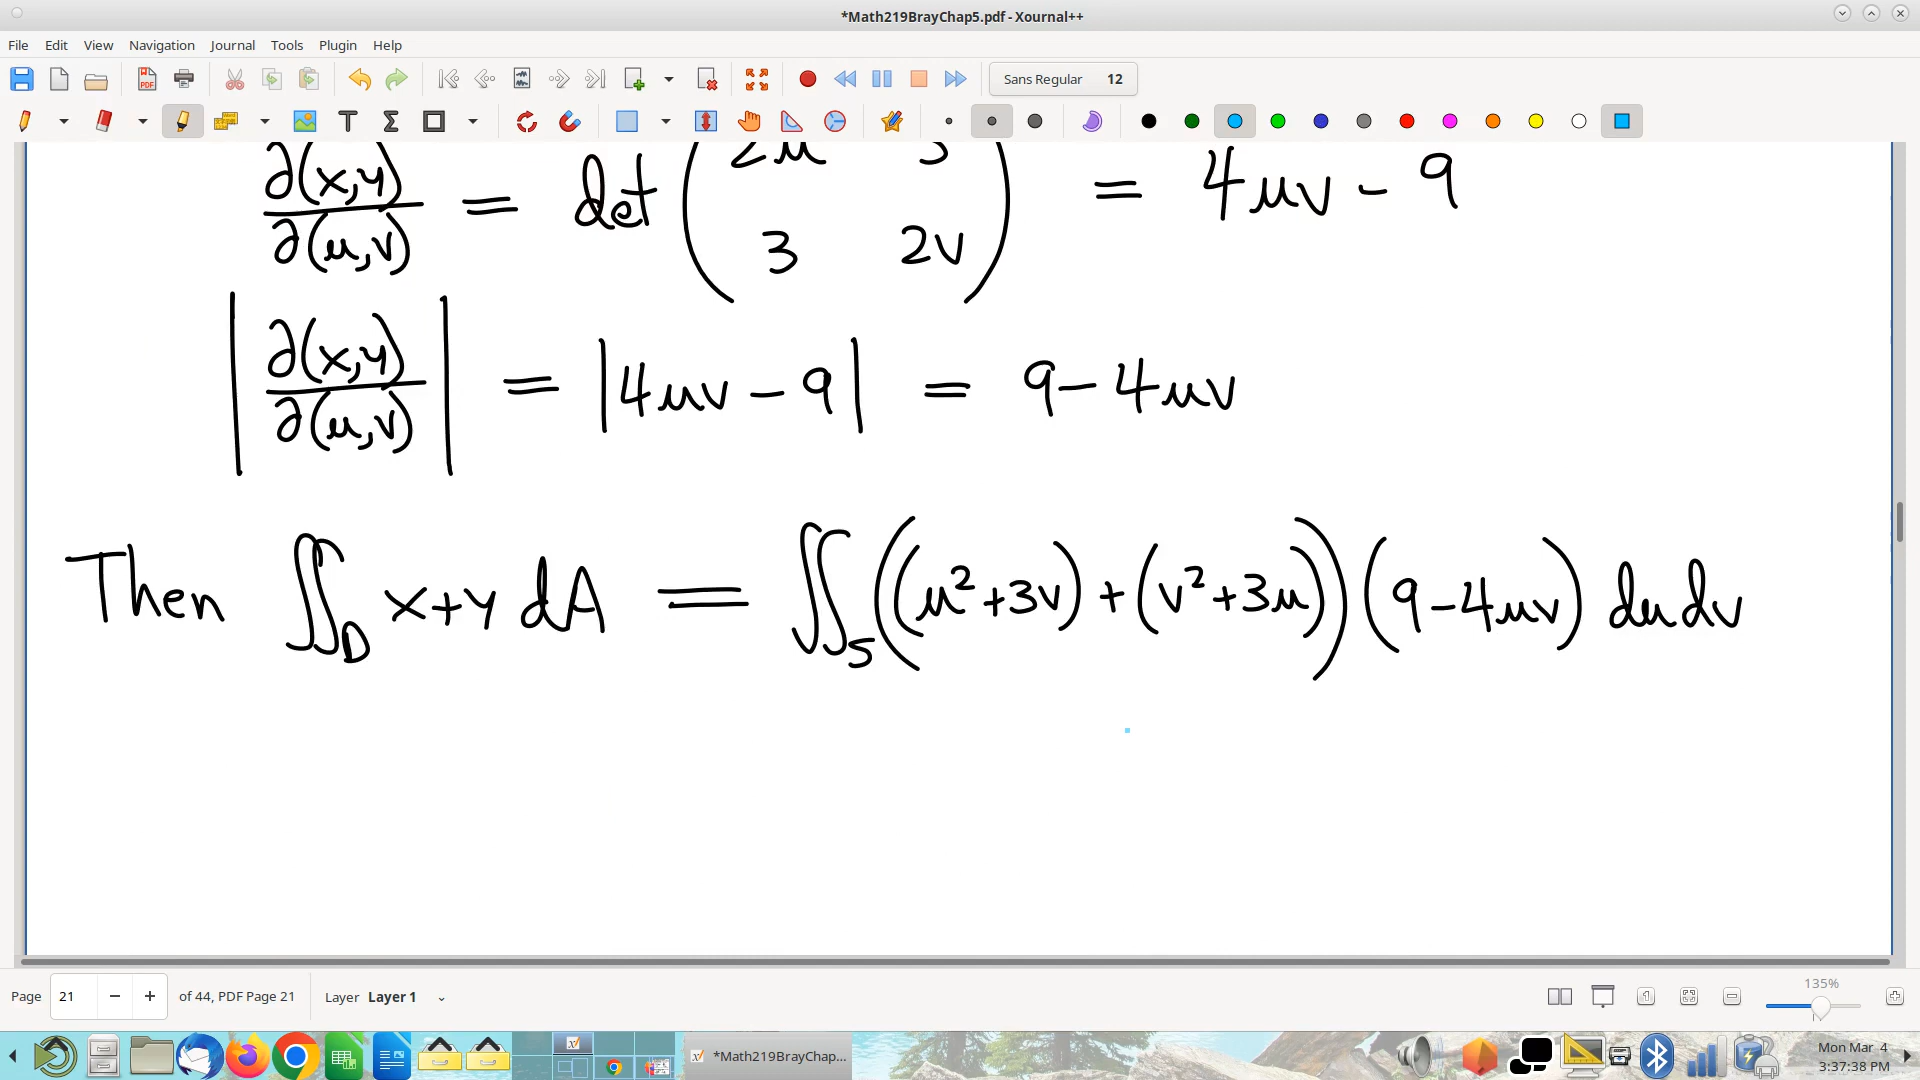 *Math219BrayChap5.pdf - Xournal++
File Edit View Navigation Journal Tools Plugin Help
Sans Regular 12
∂(x,y)/∂(u,v) = det ( 2u 3 ; 3 2v ) = 4uv - 9
|∂(x,y)/∂(u,v)| = |4uv - 9| = 9 - 4uv
Then ∬_D x+y dA = ∬_S ((u²+3v) + (v²+3u)) (9-4uv) du dv
135%
Page 21 of 44, PDF Page 21 Layer Layer 1
*Math219BrayChap...
Mon Mar 4
3:37:38 PM